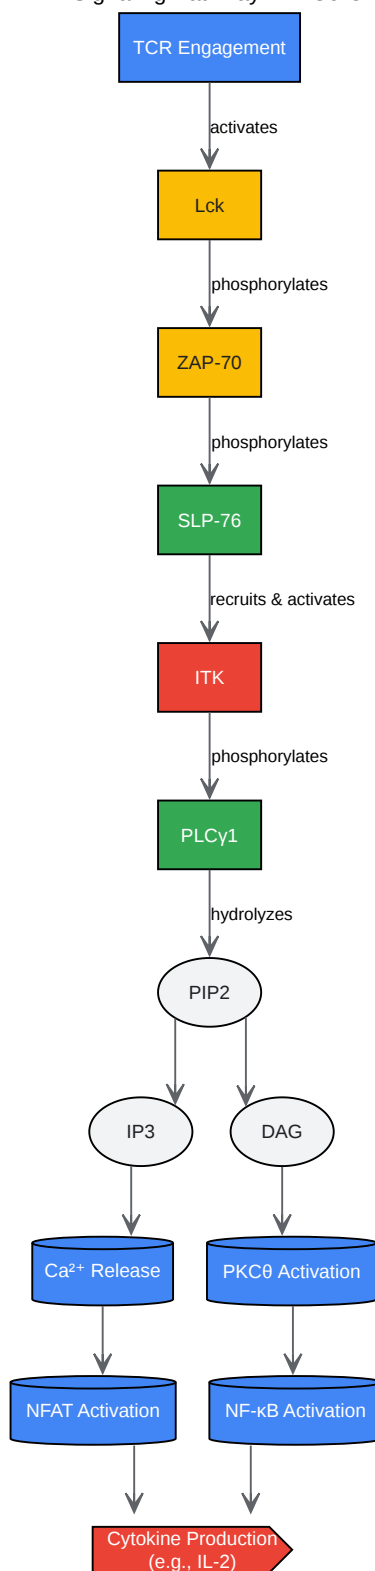 TCR Engagement
activates
Lck
phosphorylates
ZAP-70
phosphorylates
SLP-76
recruits & activates
ITK
phosphorylates
PLCγ1
hydrolyzes
PIP2
IP3
DAG
Ca²⁺ Release
PKCθ Activation
NFAT Activation
NF-κB Activation
Cytokine Production
(e.g., IL-2)